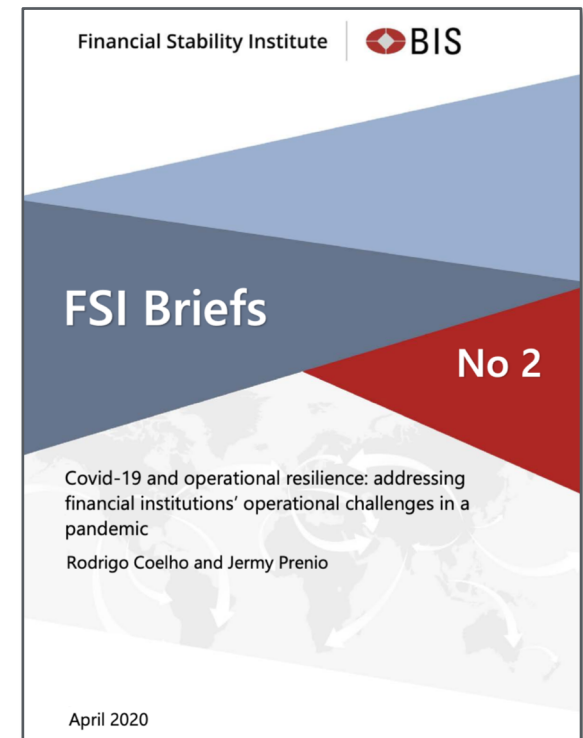 Financial Stability Institute
BIS
FSI Briefs
No 2
Covid-19 and operational resilience: addressing
financial institutions' operational challenges in a
pandemic
Rodrigo Coelho and Jermy Prenio
April 2020